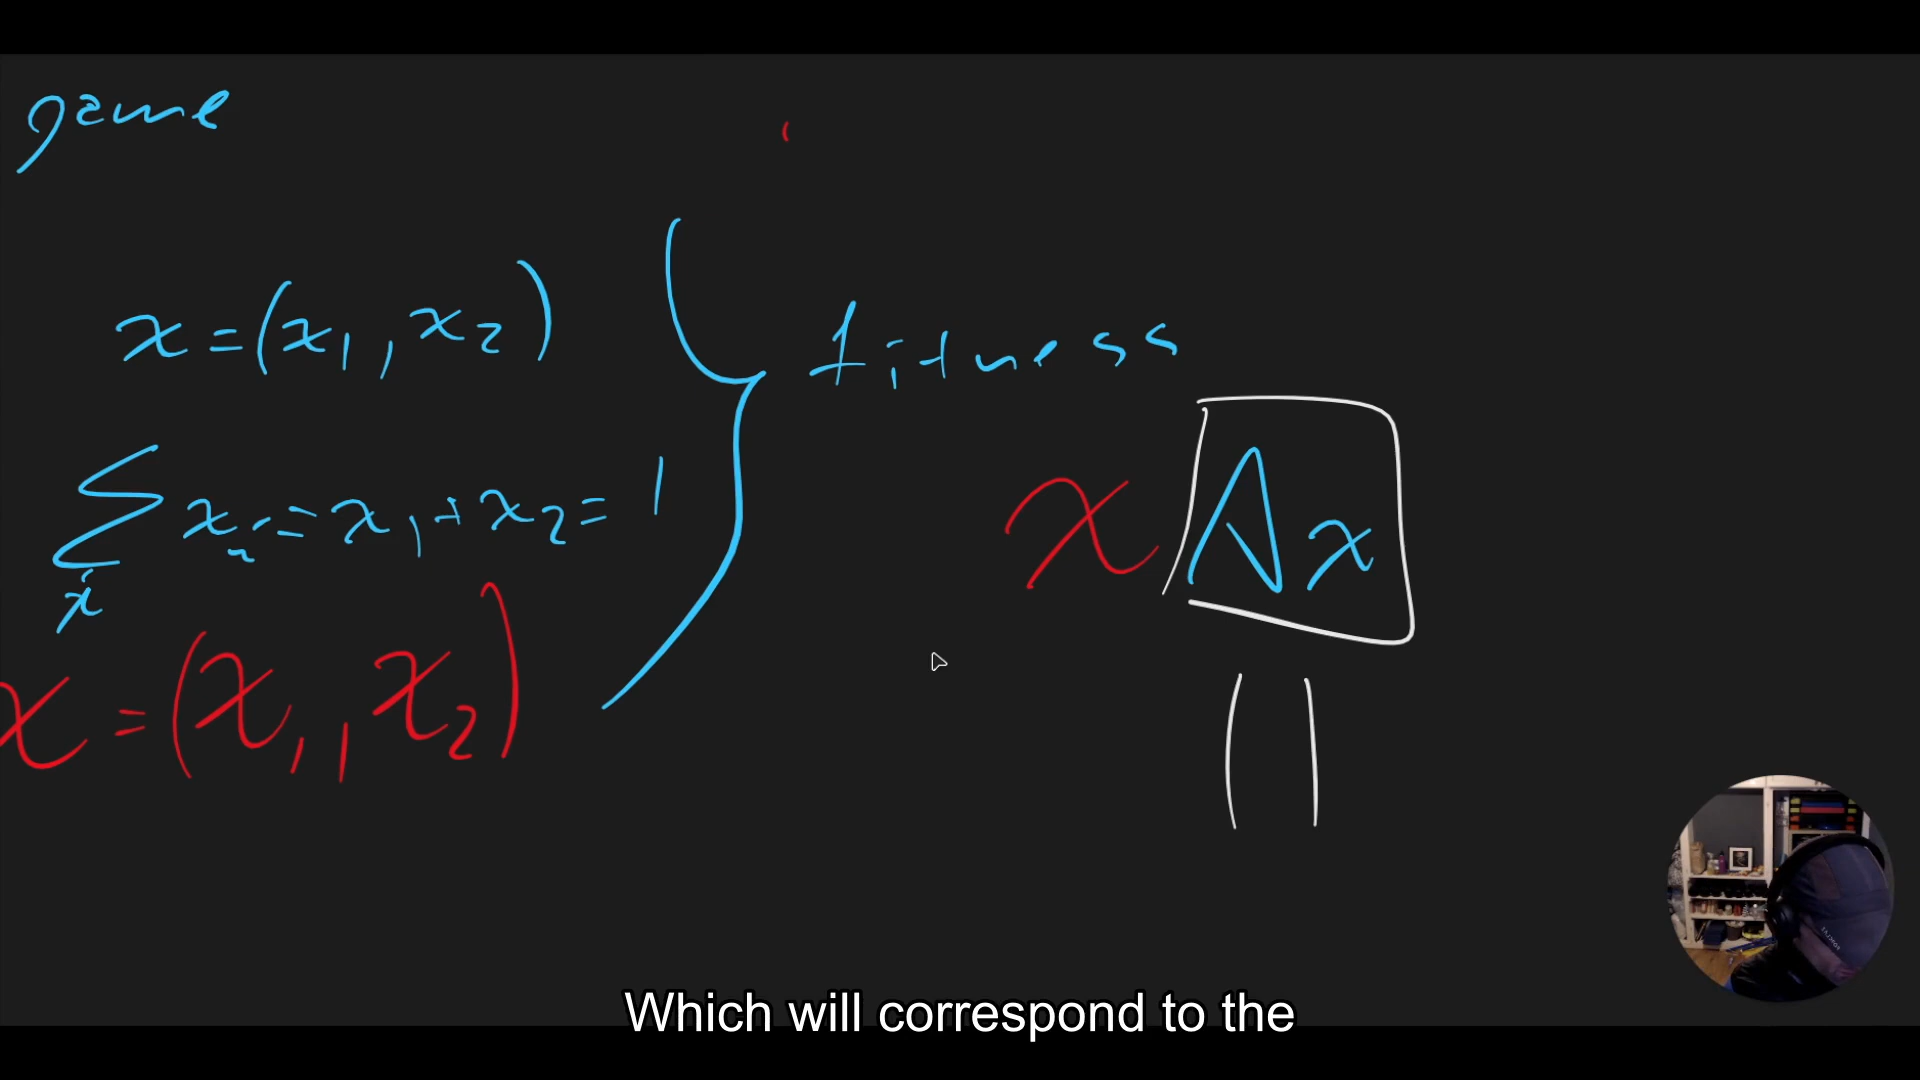 game
x = (x₁, x₂)
fitness
∑ xᵢ = x₁ + x₂ = 1
i
x Ax
x = (x₁, x₂)
Which will correspond to the